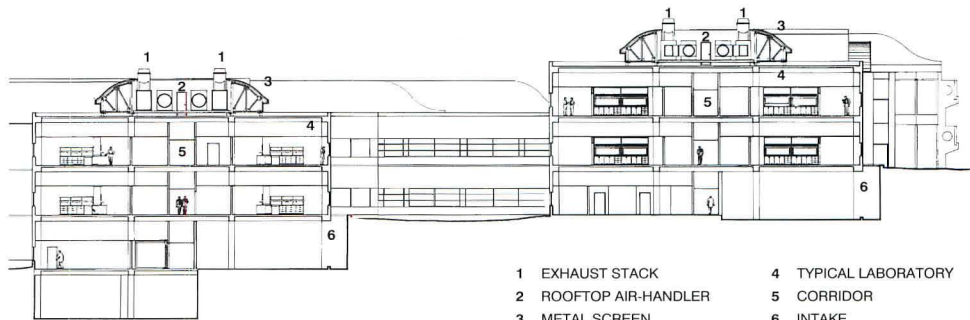 1 1
2 3
4
5
6
1 1
2 3
4
5
6
1 EXHAUST STACK
2 ROOFTOP AIR-HANDLER
3 METAL SCREEN
4 TYPICAL LABORATORY
5 CORRIDOR
6 INTAKE